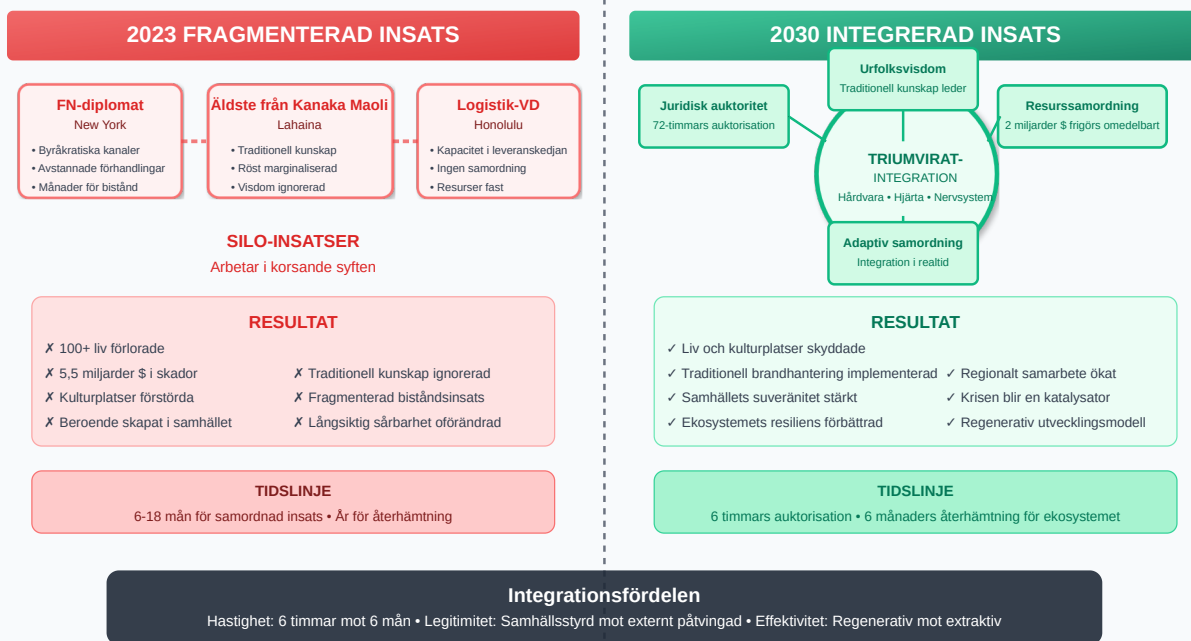 2023 FRAGMENTERAD INSATS
FN-diplomat
New York
• Byråkratiska kanaler
• Avstannade förhandlingar
• Månader för bistånd
Äldste från Kanaka Maoli
Lahaina
• Traditionell kunskap
• Röst marginaliserad
• Visdom ignorerad
Logistik-VD
Honolulu
• Kapacitet i leveranskedjan
• Ingen samordning
• Resurser fast
SILO-INSATSER
Arbetar i korsande syften
RESULTAT
✗ 100+ liv förlorade
✗ 5,5 miljarder $ i skador
✗ Kulturplatser förstörda
✗ Beroende skapat i samhället
✗ Traditionell kunskap ignorerad
✗ Fragmenterad biståndsinsats
✗ Långsiktig sårbarhet oförändrad
TIDSLINJE
6-18 mån för samordnad insats • År för återhämtning
2030 INTEGRERAD INSATS
Urfolksvisdom
Traditionell kunskap leder
Juridisk auktoritet
72-timmars auktorisation
Resurssamordning
2 miljarder $ frigörs omedelbart
TRIUMVIRAT-
INTEGRATION
Hårdvara • Hjärta • Nervsystem
Adaptiv samordning
Integration i realtid
RESULTAT
✓ Liv och kulturplatser skyddade
✓ Traditionell brandhantering implementerad
✓ Samhällets suveränitet stärkt
✓ Ekosystemets resiliens förbättrad
✓ Regionalt samarbete ökat
✓ Krisen blir en katalysator
✓ Regenerativ utvecklingsmodell
TIDSLINJE
6 timmars auktorisation • 6 månaders återhämtning för ekosystemet
Integrationsfördelen
Hastighet: 6 timmar mot 6 mån • Legitimitet: Samhällsstyrd mot externt påtvingad • Effektivitet: Regenerativ mot extraktiv